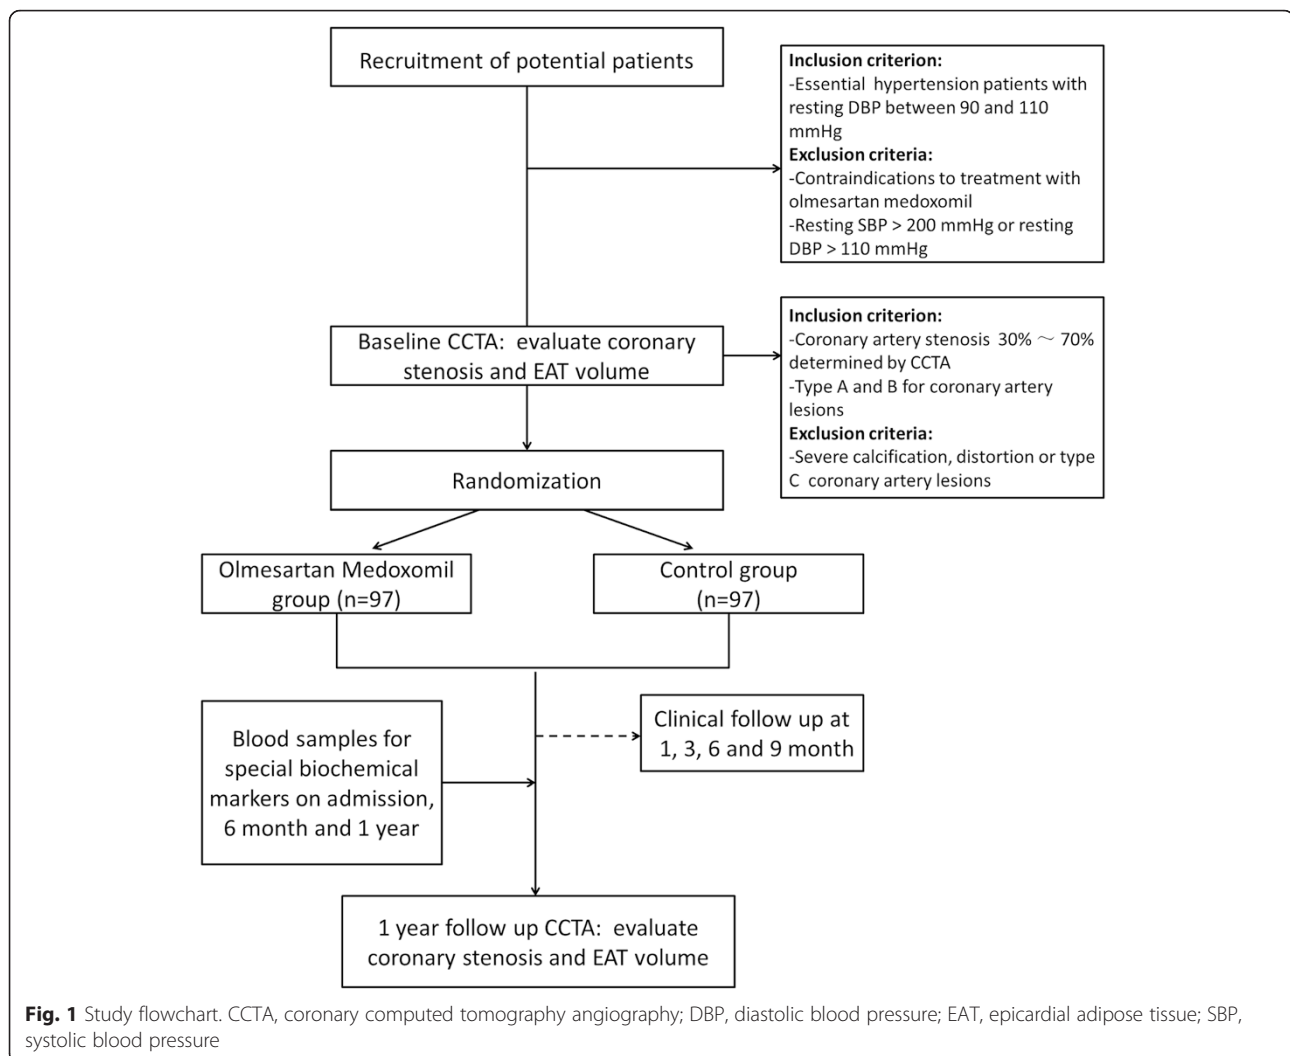 Recruitment of potential patients
Inclusion criterion:
-Essential hypertension patients with
resting DBP between 90 and 110
mmHg
Exclusion criteria:
-Contraindications to treatment with
olmesartan medoxomil
-Resting SBP > 200 mmHg or resting
DBP > 110 mmHg
Baseline CCTA: evaluate coronary
stenosis and EAT volume
Inclusion criterion:
-Coronary artery stenosis 30% ～ 70%
determined by CCTA
-Type A and B for coronary artery
lesions
Exclusion criteria:
-Severe calcification, distortion or type
C coronary artery lesions
Randomization
Olmesartan Medoxomil
group (n=97)
Control group
(n=97)
Blood samples for
special biochemical
markers on admission,
6 month and 1 year
Clinical follow up at
1, 3, 6 and 9 month
1 year follow up CCTA: evaluate
coronary stenosis and EAT volume
Fig. 1 Study flowchart. CCTA, coronary computed tomography angiography; DBP, diastolic blood pressure; EAT, epicardial adipose tissue; SBP,
systolic blood pressure